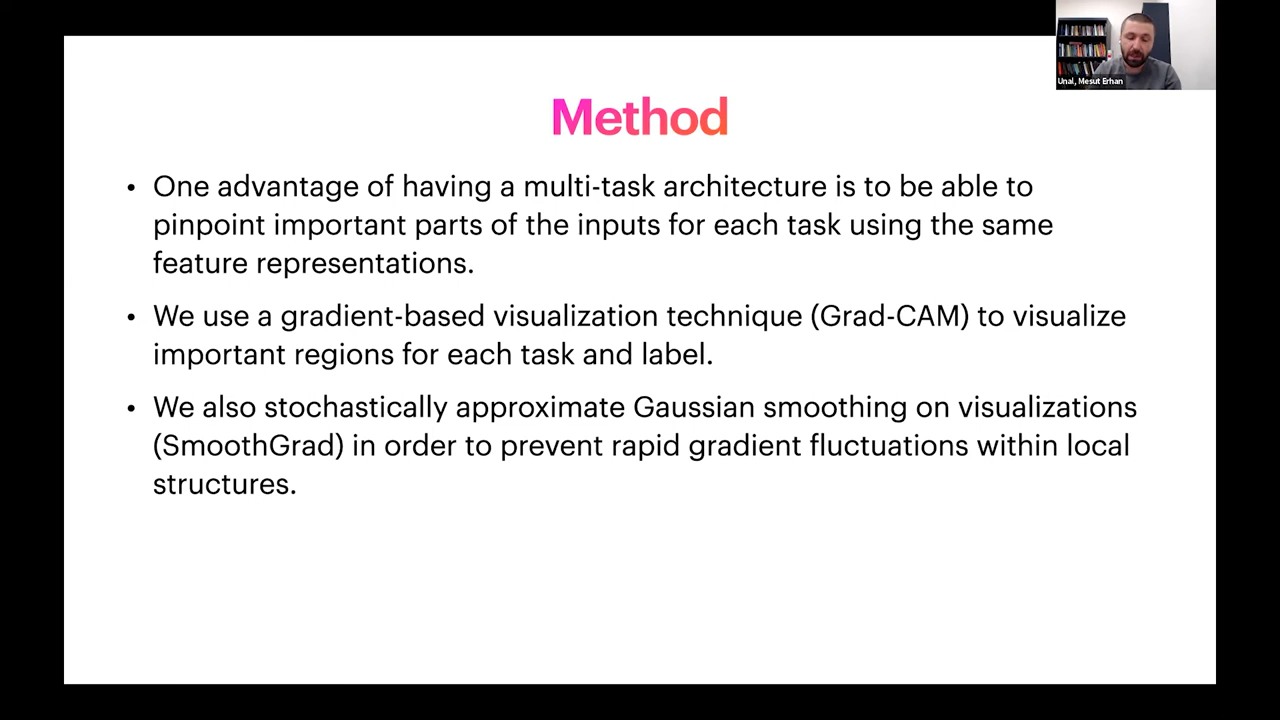 Unal, Mesut Erhan
Method
• One advantage of having a multi-task architecture is to be able to
pinpoint important parts of the inputs for each task using the same
feature representations.
• We use a gradient-based visualization technique (Grad-CAM) to visualize
important regions for each task and label.
• We also stochastically approximate Gaussian smoothing on visualizations
(SmoothGrad) in order to prevent rapid gradient fluctuations within local
structures.